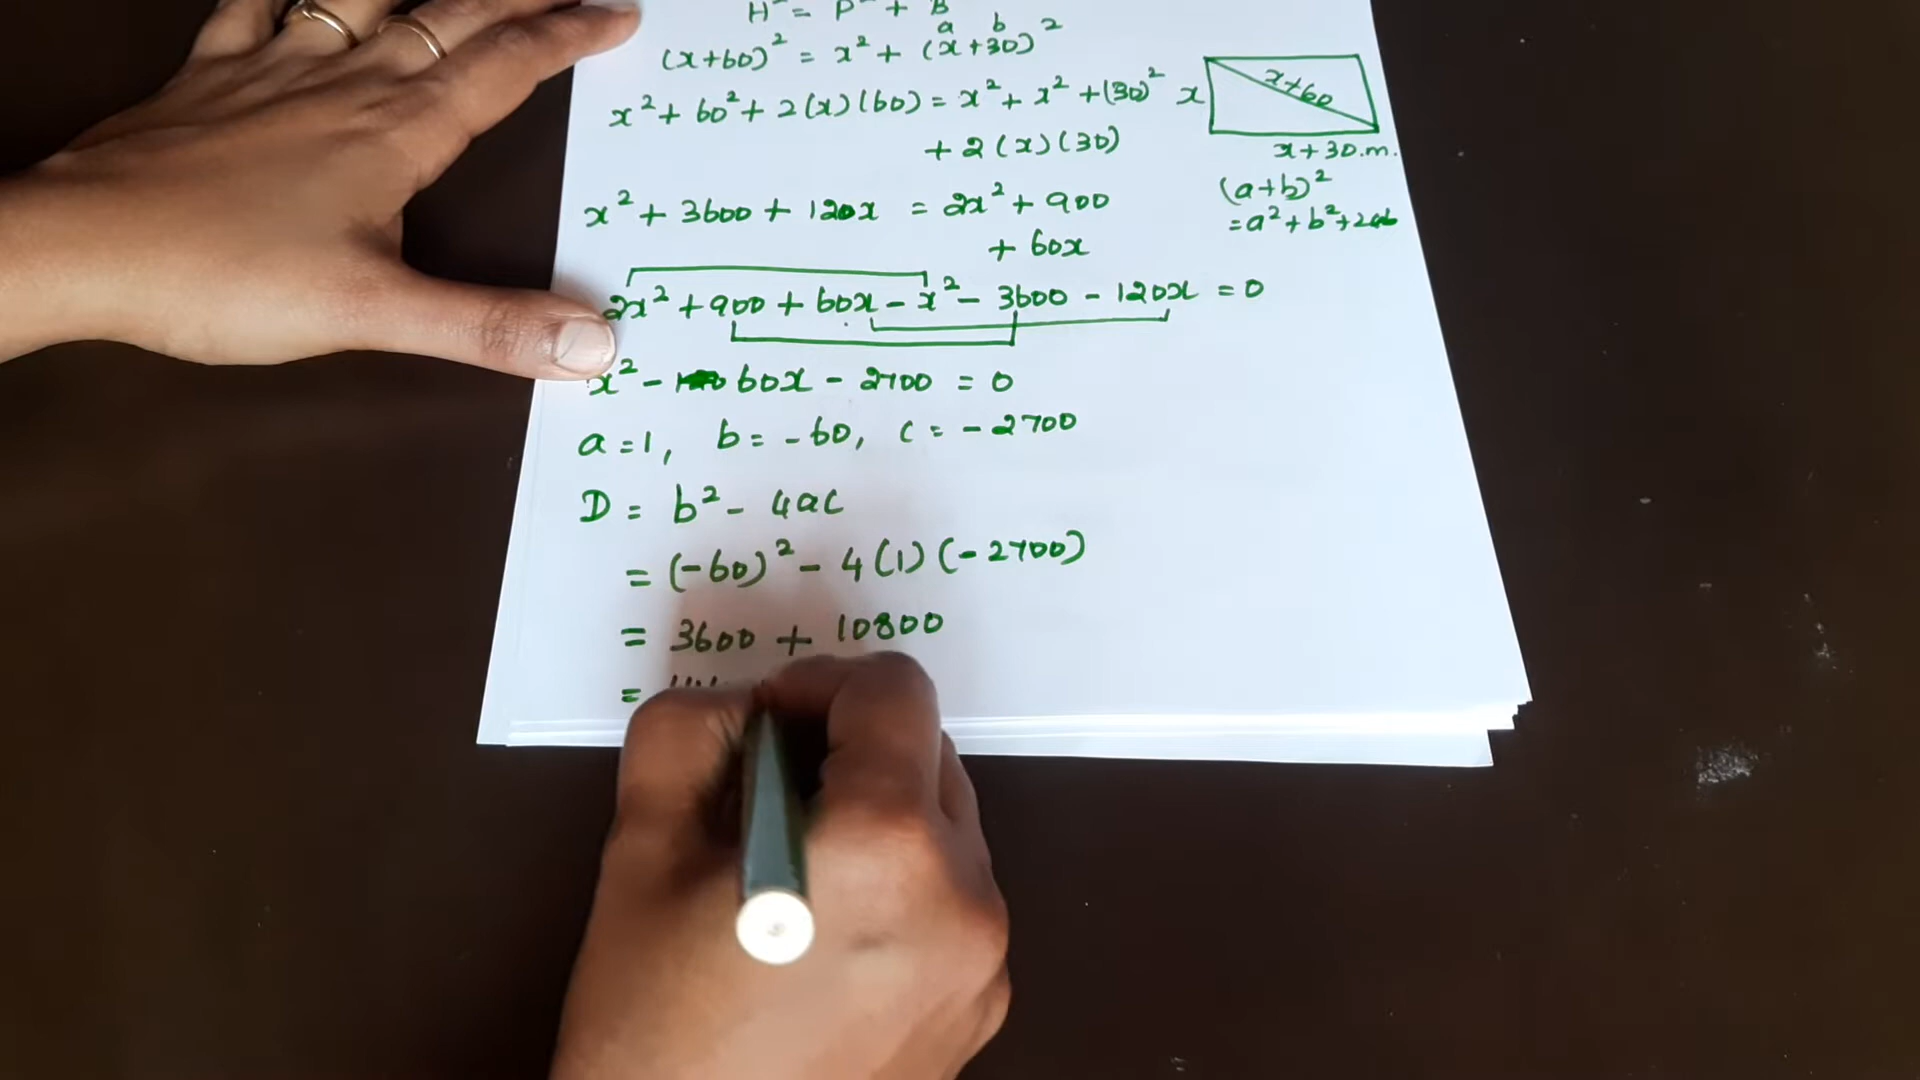 H² = P² + B
a b
(x+60)² = x² + (x+30)²
x² + 60² + 2(x)(60) = x² + x² + (30)²
+ 2(x)(30)
x² + 3600 + 120x = 2x² + 900
+ 60x
2x² + 900 + 60x - x² - 3600 - 120x = 0
x² - 60x - 2700 = 0
a = 1, b = -60, c = -2700
D = b² - 4ac
= (-60)² - 4(1)(-2700)
= 3600 + 10800
=
x
x+60
x+30.m.
(a+b)²
= a² + b² + 2ab